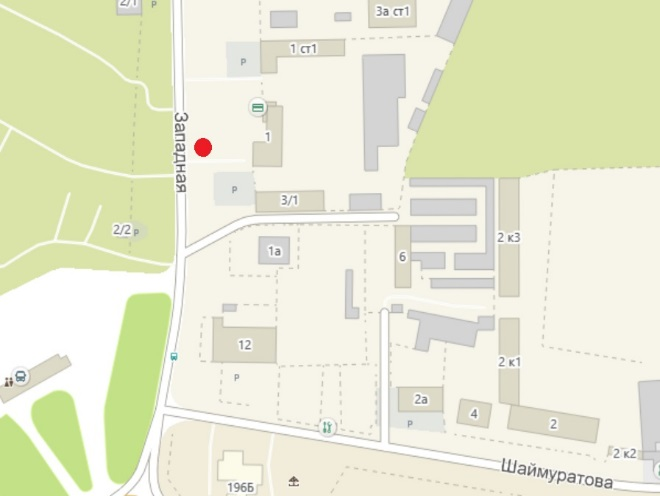 2/1
P
3а ст1
1 ст1
P
1
Западная
P
3/1
2/2 P
1а
6
2 к3
12
P
2 к1
2а
4
2
P
Шаймуратова
2 к2
196Б